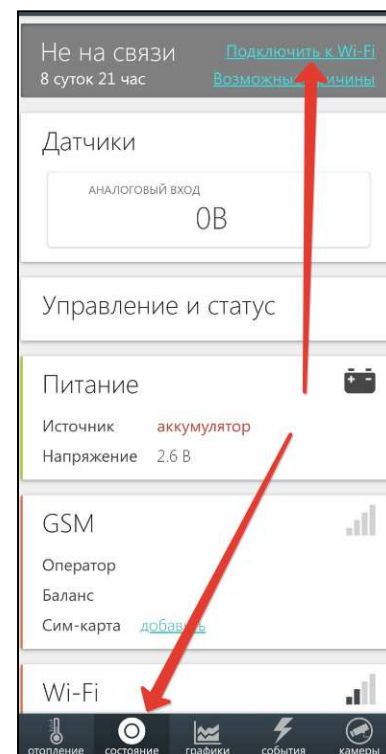 Не на связи Подключить к Wi-Fi
8 суток 21 час Возможные причины
Датчики
АНАЛОГОВЫЙ ВХОД
0В
Управление и статус
Питание
Источник аккумулятор
Напряжение 2.6 В
GSM
Оператор
Баланс
Сим-карта добавить
Wi-Fi
отопление состояние графики события камеры